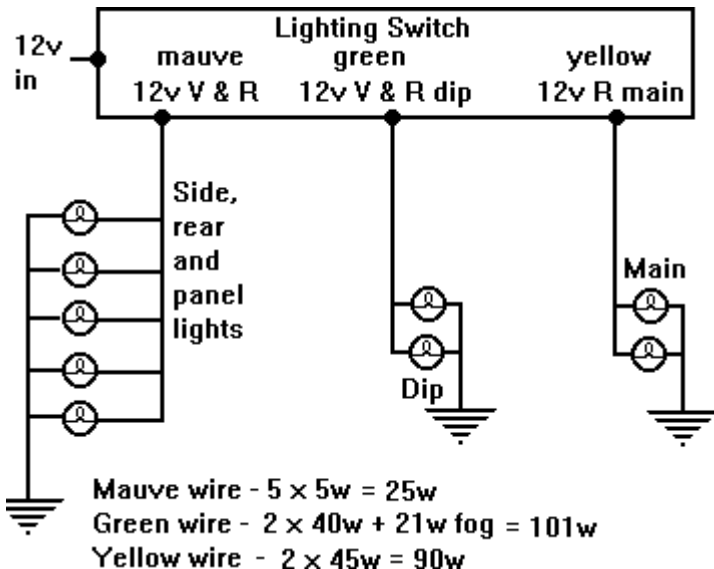 Lighting Switch
12v in
mauve
12v V & R
green
12v V & R dip
yellow
12v R main
Side,
rear
and
panel
lights
Dip
Main
Mauve wire - 5 x 5w = 25w
Green wire - 2 x 40w + 21w fog = 101w
Yellow wire - 2 x 45w = 90w